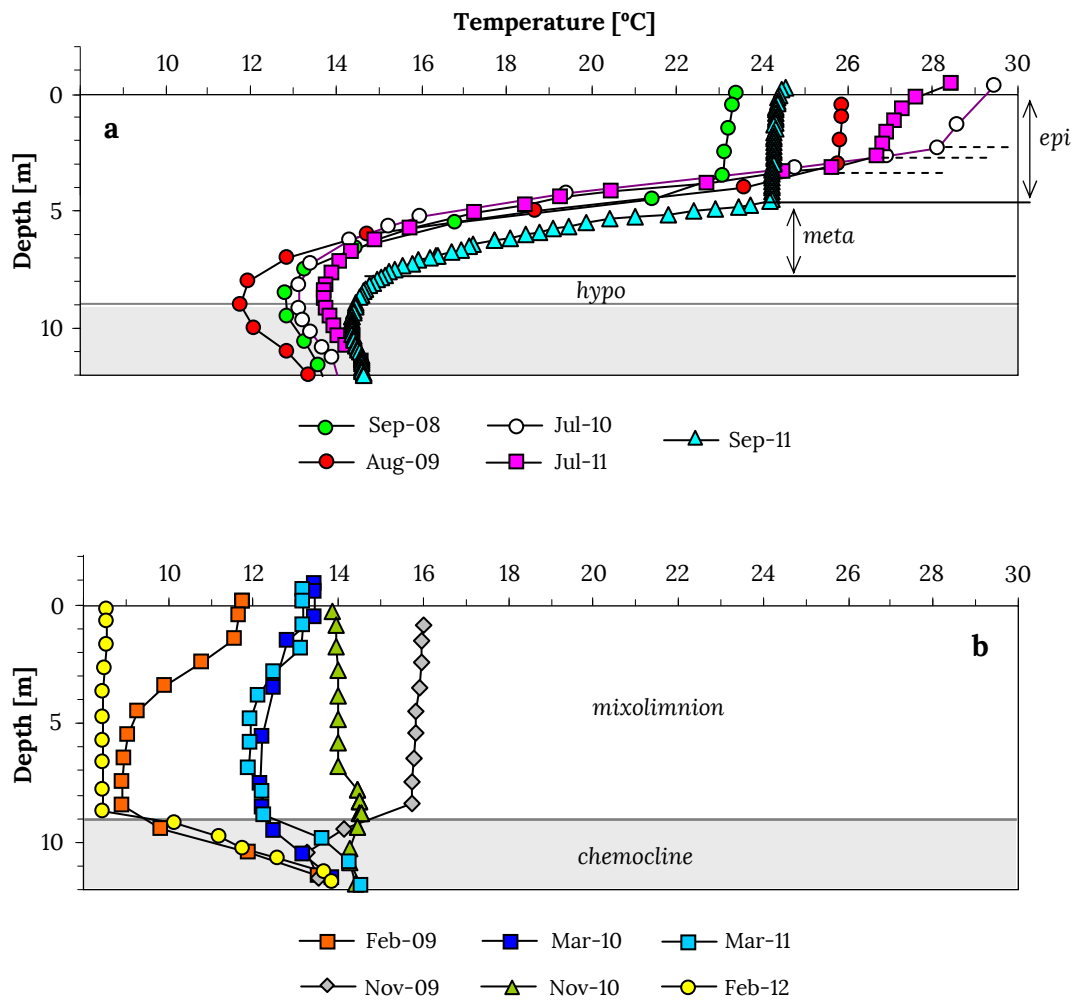 Temperature [ºC]
10 12 14 16 18 20 22 24 26 28 30
0
5
10
Depth [m]
a
epi
meta
hypo
Sep-08
Jul-10
Sep-11
Aug-09
Jul-11
10 12 14 16 18 20 22 24 26 28 30
0
5
10
Depth [m]
b
mixolimnion
chemocline
Feb-09
Mar-10
Mar-11
Nov-09
Nov-10
Feb-12